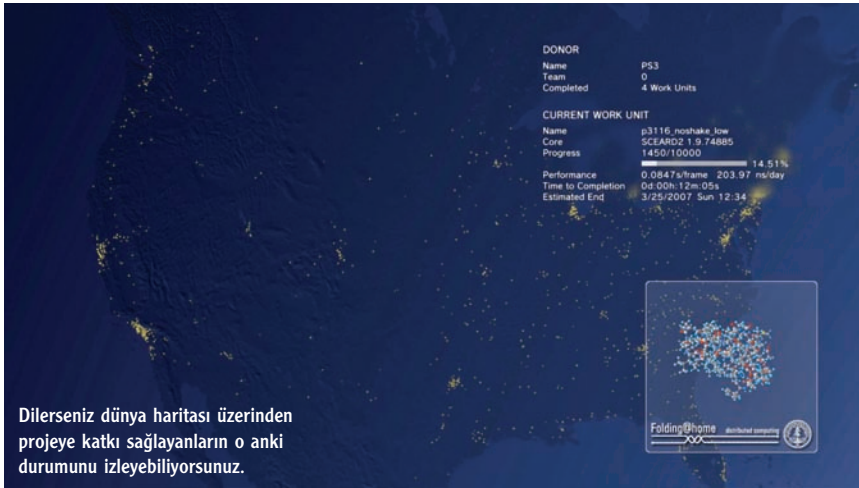 DONOR
Name PS3
Team 0
Completed 4 Work Units
CURRENT WORK UNIT
Name p3116_noshake_low
Core SCEARD2 1.9.74885
Progress 1450/10000
14.51%
Performance 0.0847s/frame 203.97 ns/day
Time to Completion 0d:00h:12m:05s
Estimated End 3/25/2007 Sun 12:34
Dilerseniz dünya haritası üzerinden
projeye katkı sağlayanların o anki
durumunu izleyebiliyorsunuz.
Folding@home distributed computing